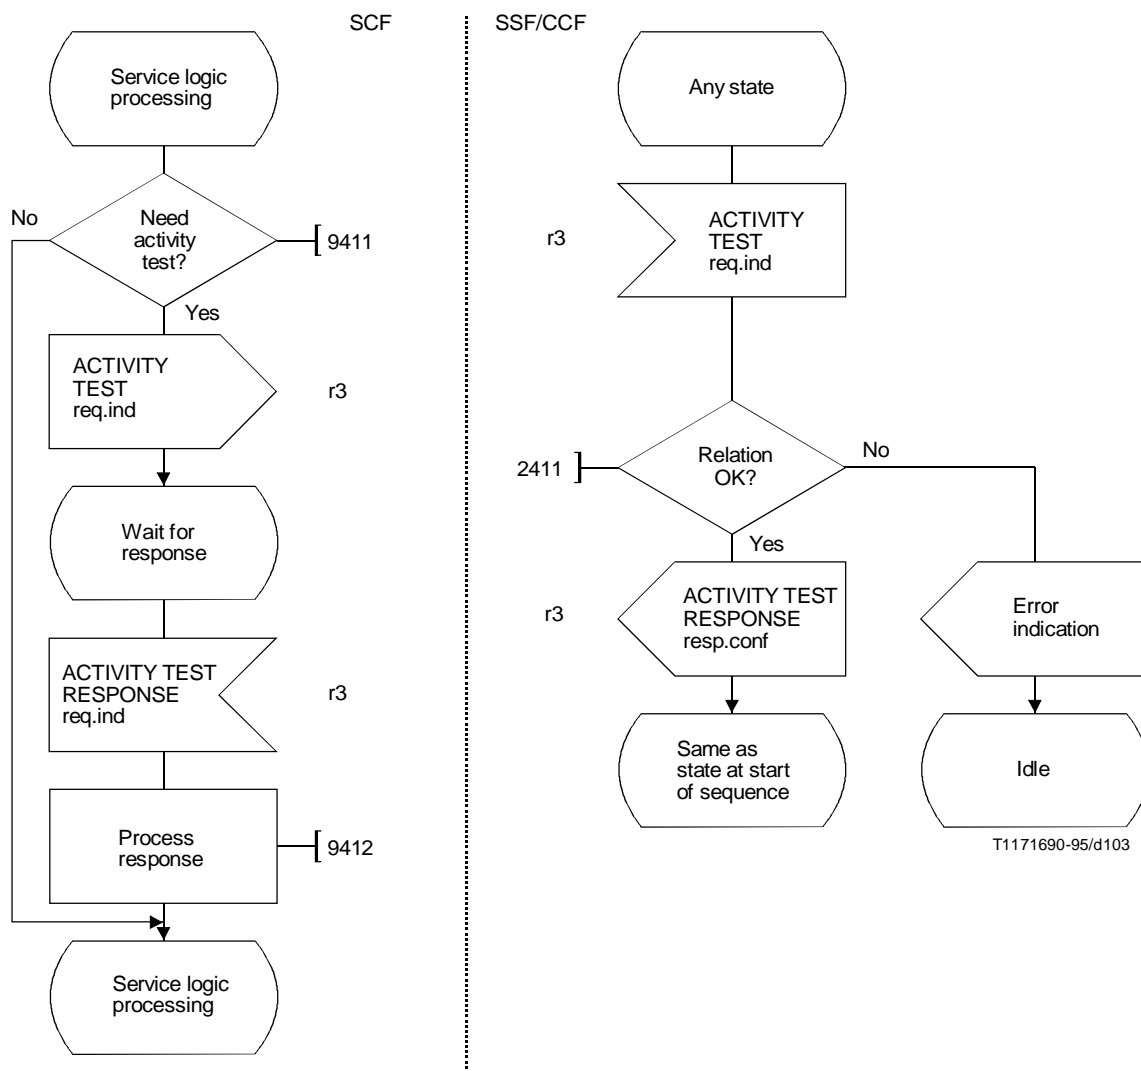 SCF
SSF/CCF
Service logic
processing
No
Need
activity
test?
9411
Yes
ACTIVITY
TEST
req.ind
r3
Wait for
response
ACTIVITY TEST
RESPONSE
req.ind
r3
Process
response
9412
Service logic
processing
Any state
r3
ACTIVITY
TEST
req.ind
2411
Relation
OK?
No
Yes
r3
ACTIVITY TEST
RESPONSE
resp.conf
Error
indication
Same as
state at start
of sequence
Idle
T1171690-95/d103